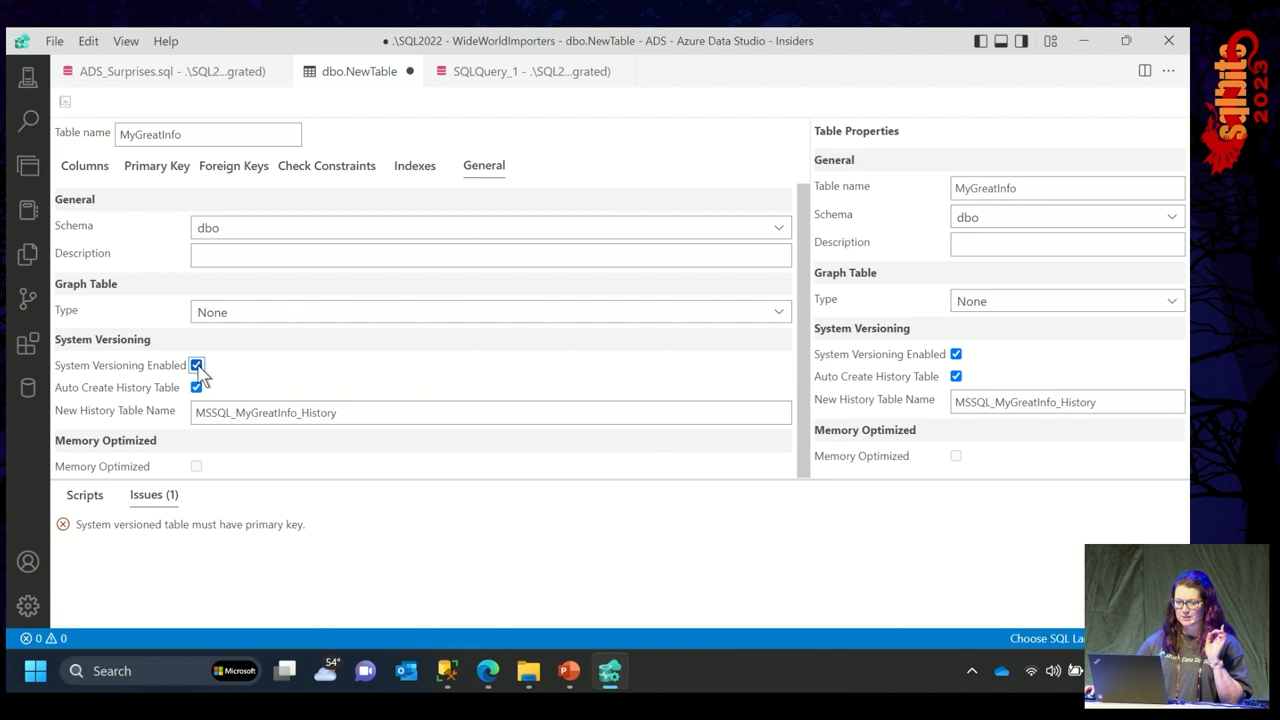 File Edit View Help
● .\SQL2022 - WideWorldImporters - dbo.NewTable - ADS - Azure Data Studio - Insiders
ADS_Surprises.sql - .\SQL2...grated)
dbo.NewTable ●
SQLQuery_1 - .\SQL2...grated)
Table name MyGreatInfo
Columns Primary Key Foreign Keys Check Constraints Indexes General
General
Schema dbo
Description
Graph Table
Type None
System Versioning
System Versioning Enabled
Auto Create History Table
New History Table Name MSSQL_MyGreatInfo_History
Memory Optimized
Memory Optimized
Table Properties
General
Table name MyGreatInfo
Schema dbo
Description
Graph Table
Type None
System Versioning
System Versioning Enabled
Auto Create History Table
New History Table Name MSSQL_MyGreatInfo_History
Memory Optimized
Memory Optimized
Scripts Issues (1)
System versioned table must have primary key.
0 0
Choose SQL La
Search Microsoft
54°
sqlbits
2023